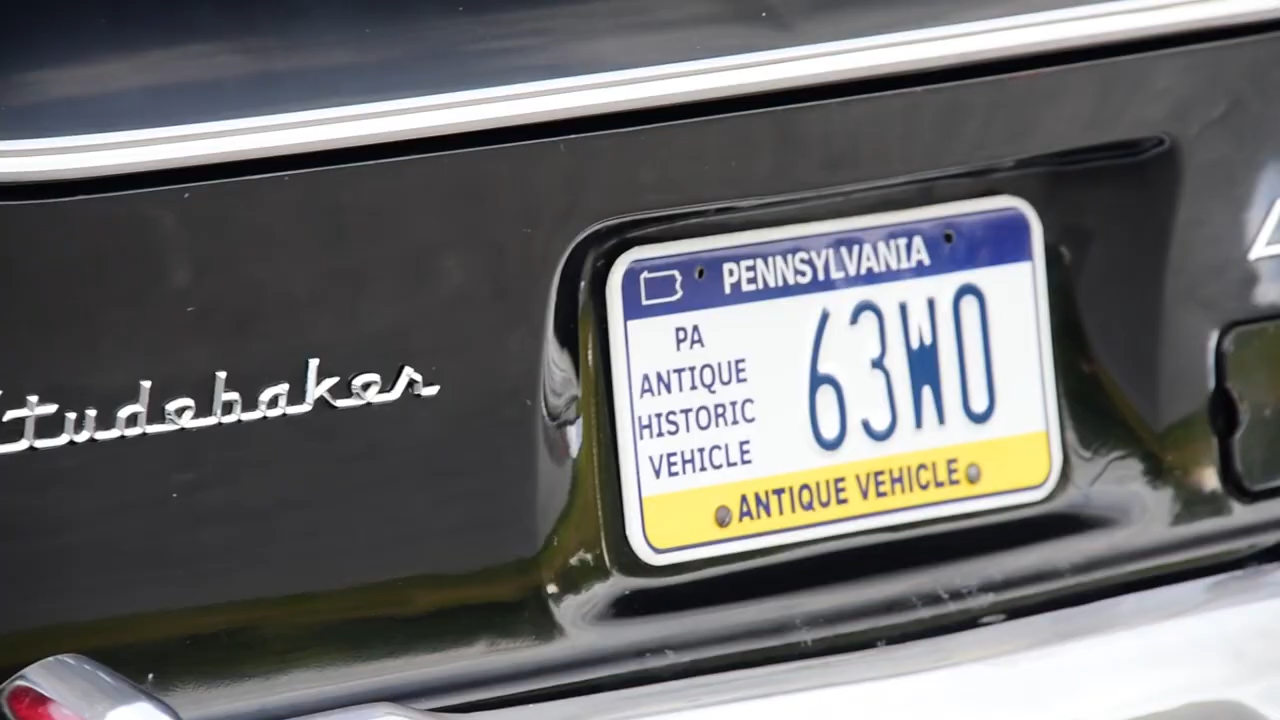 Studebaker
PENNSYLVANIA
PA
ANTIQUE
HISTORIC
VEHICLE
63W0
ANTIQUE VEHICLE